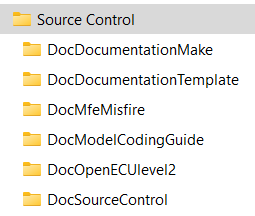 Source Control
DocDocumentationMake
DocDocumentationTemplate
DocMfeMisfire
DocModelCodingGuide
DocOpenECUlevel2
DocSourceControl